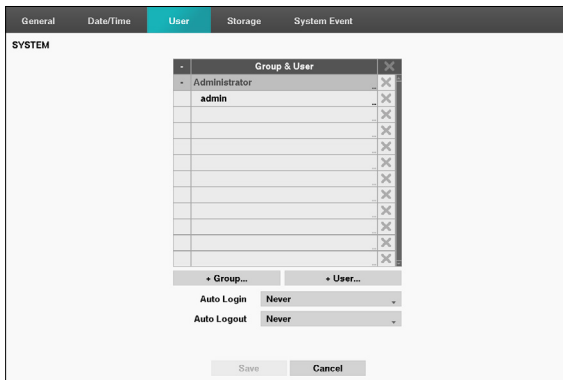 General Date/Time User Storage System Event
SYSTEM
- Group & User
- Administrator ...
admin ...
+ Group... + User...
Auto Login Never
Auto Logout Never
Save Cancel